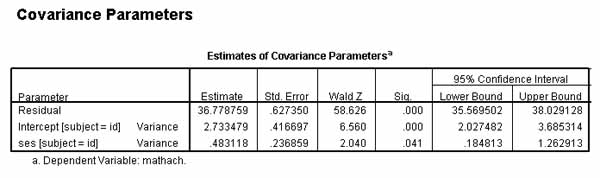 Covariance Parameters
Estimates of Covariance Parametersa
95% Confidence Interval
Parameter Estimate Std. Error Wald Z Sig. Lower Bound Upper Bound
Residual 36.778759 .627350 58.626 .000 35.569502 38.029128
Intercept [subject = id] Variance 2.733479 .416697 6.560 .000 2.027482 3.685314
ses [subject = id] Variance .483118 .236859 2.040 .041 .184813 1.262913
a. Dependent Variable: mathach.